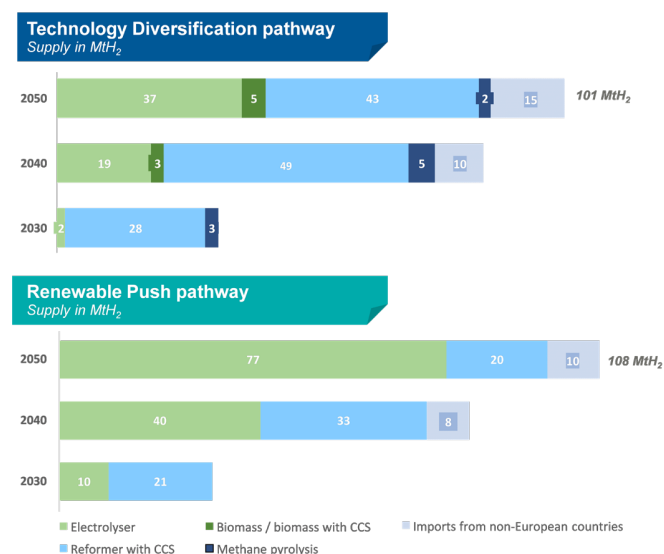 Technology Diversification pathway
Supply in MtH₂
2050 37 5 43 2 15 101 MtH₂
2040 19 3 49 5 10
2030 2 28 3
Renewable Push pathway
Supply in MtH₂
2050 77 20 10 108 MtH₂
2040 40 33 8
2030 10 21
Electrolyser Biomass / biomass with CCS Imports from non-European countries
Reformer with CCS Methane pyrolysis